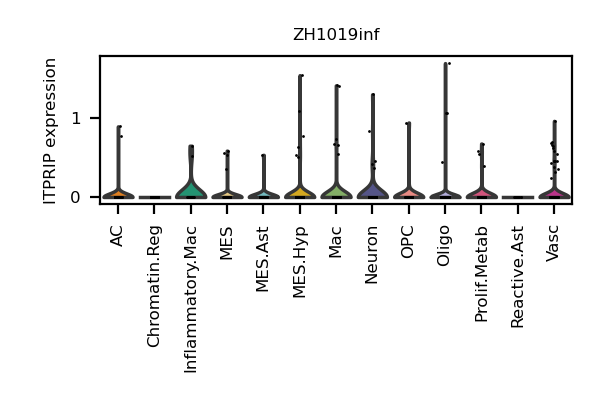 ZH1019inf
ITPRIP expression
1
0
AC
Chromatin.Reg
Inflammatory.Mac
MES
MES.Ast
MES.Hyp
Mac
Neuron
OPC
Oligo
Prolif.Metab
Reactive.Ast
Vasc